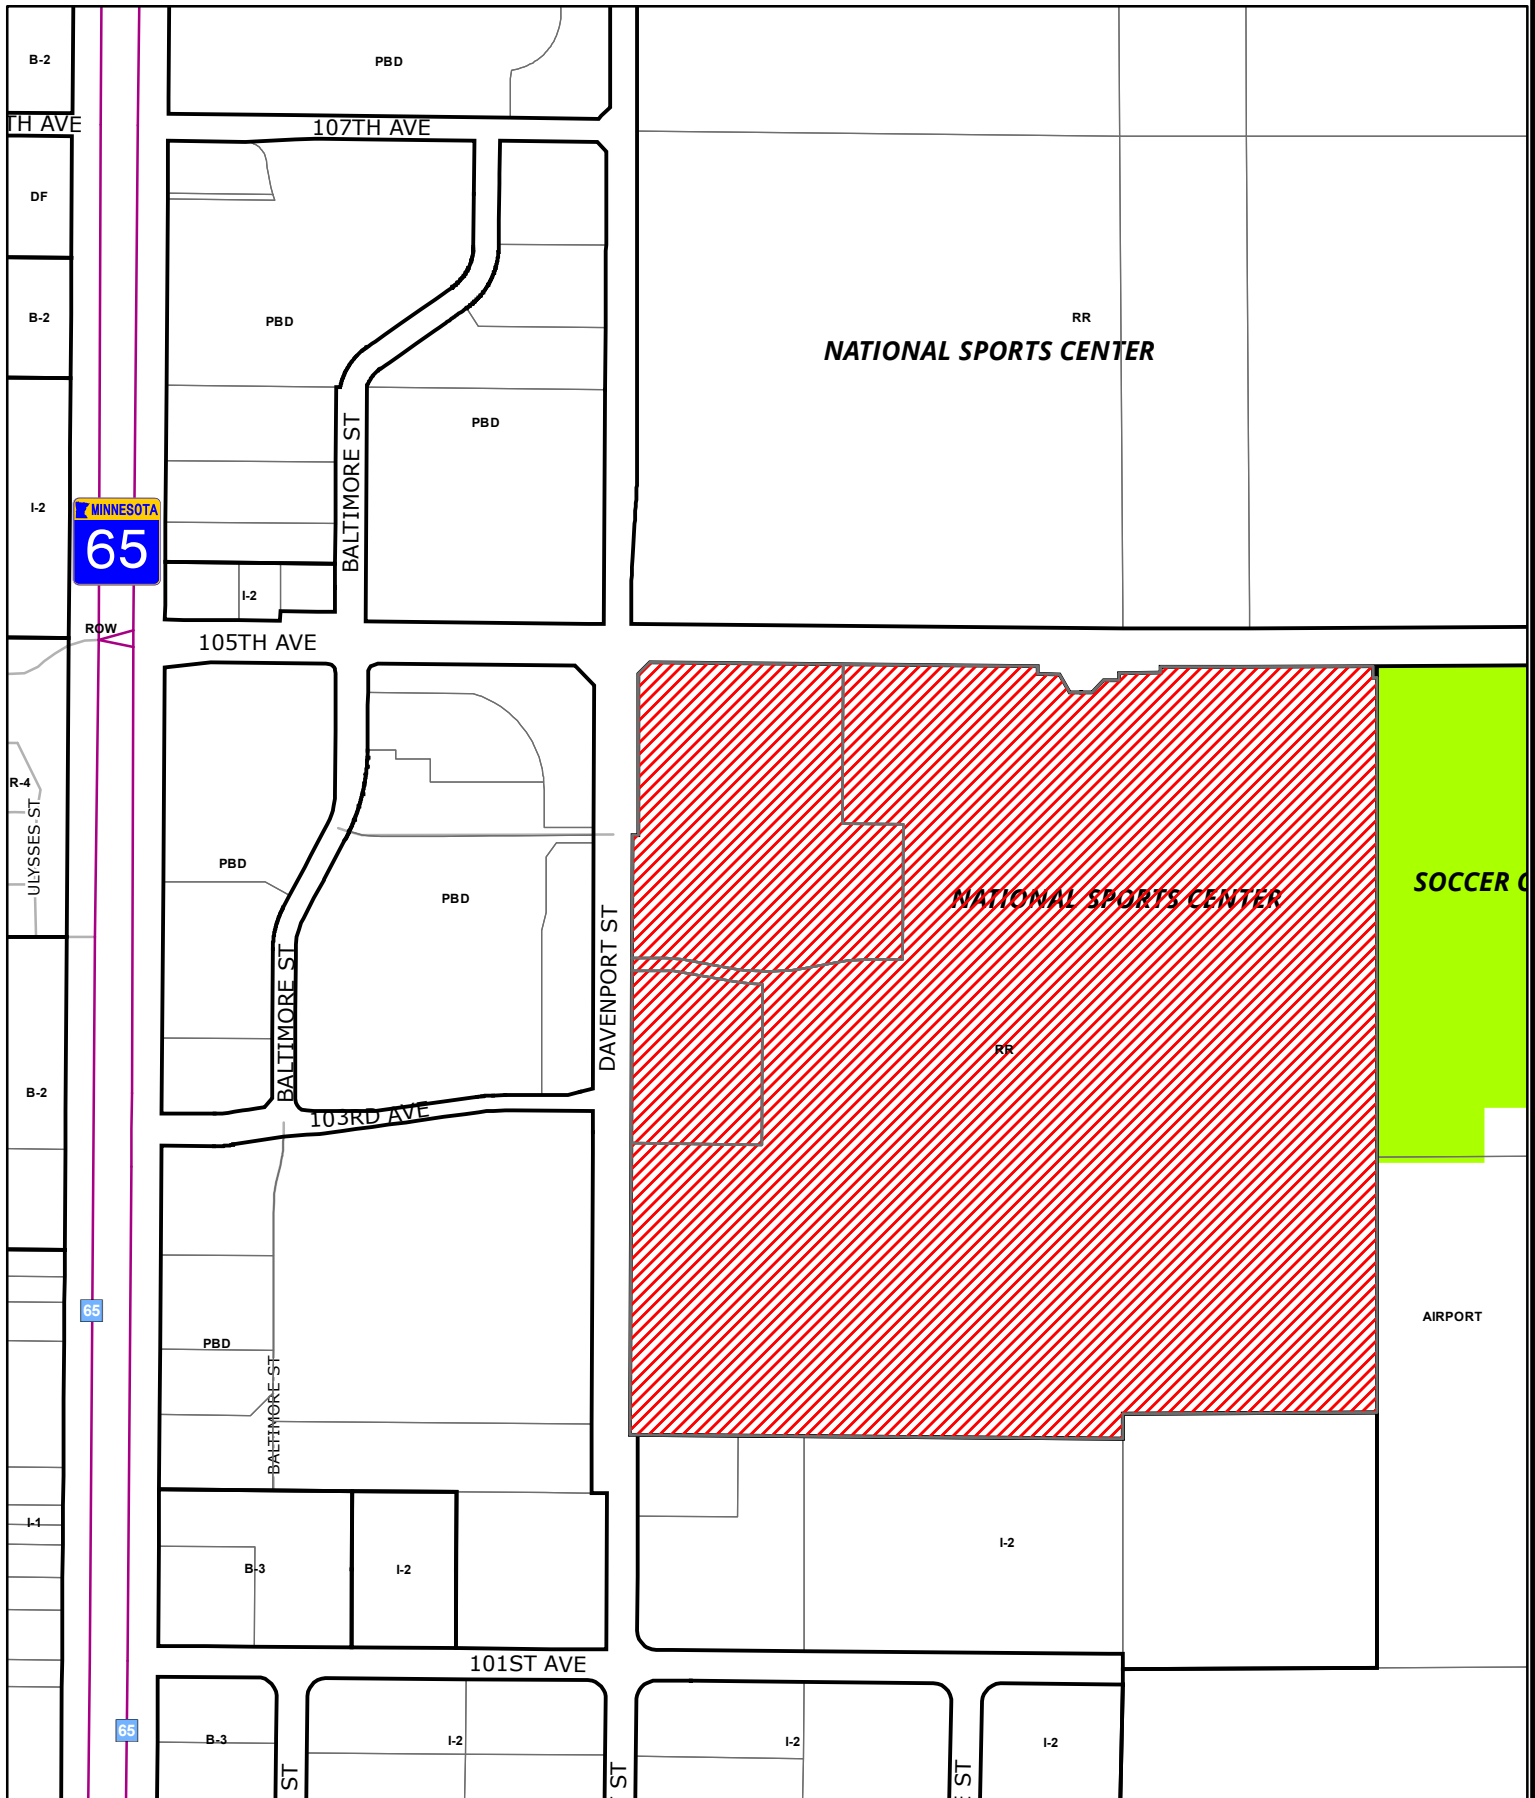 B-2
PBD
TH AVE
107TH AVE
DF
B-2
PBD
RR
NATIONAL SPORTS CENTER
PBD
BALTIMORE ST
I-2
MINNESOTA
65
I-2
ROW
105TH AVE
R-4
ULYSSES ST
PBD
PBD
NATIONAL SPORTS CENTER
SOCCER
DAVENPORT ST
BALTIMORE ST
RR
B-2
103RD AVE
65
AIRPORT
PBD
BALTIMORE ST
I-1
I-2
B-3
I-2
101ST AVE
65
B-3
I-2
I-2
I-2
ST
ST
ST